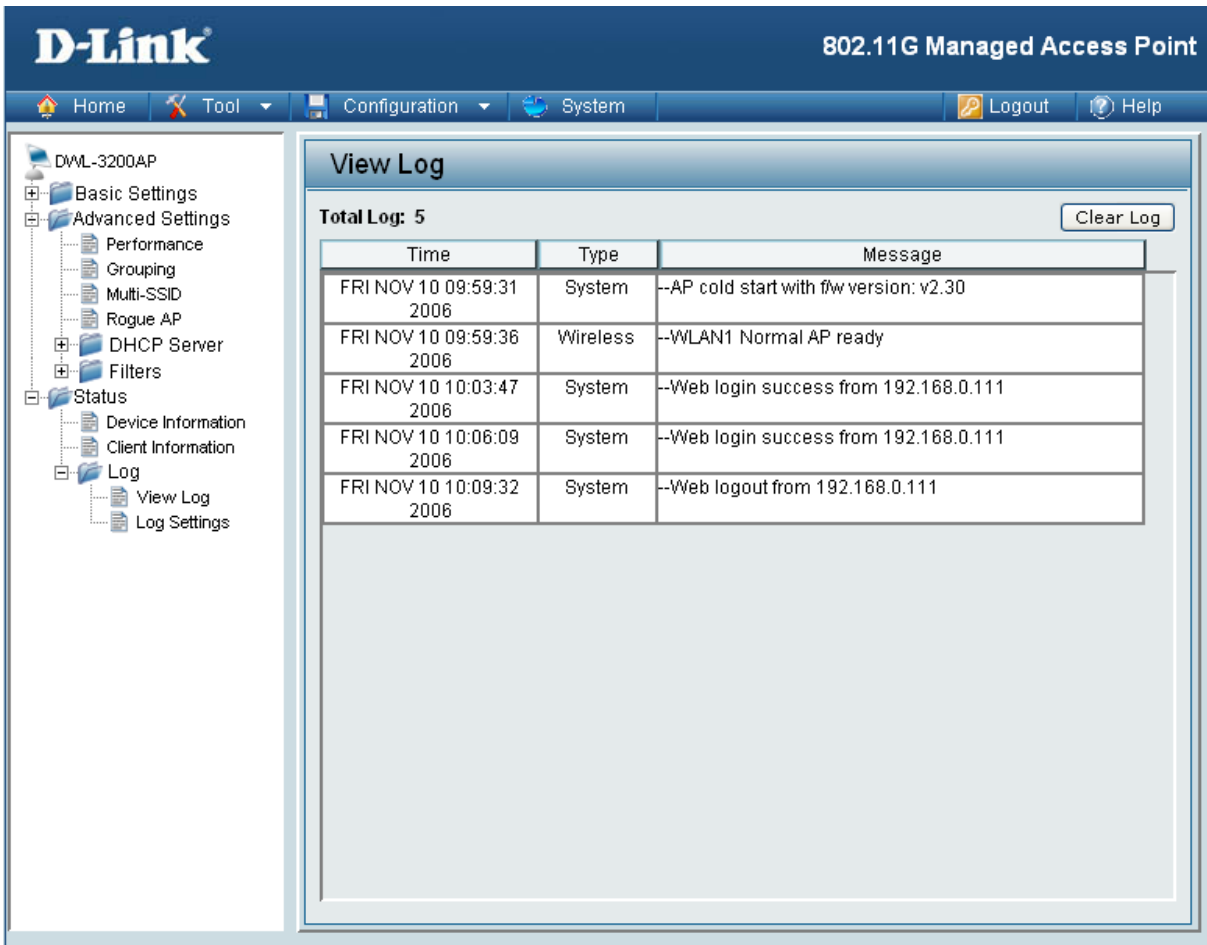 D-Link
802.11G Managed Access Point
Home
Tool
Configuration
System
Logout
Help
DWL-3200AP
Basic Settings
Advanced Settings
Performance
Grouping
Multi-SSID
Rogue AP
DHCP Server
Filters
Status
Device Information
Client Information
Log
View Log
Log Settings
View Log
Total Log: 5
Clear Log
Time Type Message
FRI NOV 10 09:59:31 System --AP cold start with f/w version: v2.30
2006
FRI NOV 10 09:59:36 Wireless --WLAN1 Normal AP ready
2006
FRI NOV 10 10:03:47 System --Web login success from 192.168.0.111
2006
FRI NOV 10 10:06:09 System --Web login success from 192.168.0.111
2006
FRI NOV 10 10:09:32 System --Web logout from 192.168.0.111
2006